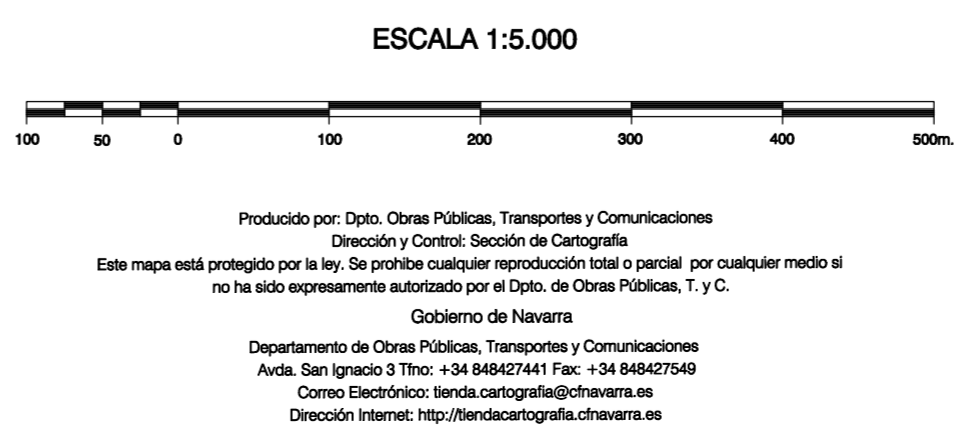 ESCALA 1:5.000
100 50 0 100 200 300 400 500m.
Producido por: Dpto. Obras Públicas, Transportes y Comunicaciones
Dirección y Control: Sección de Cartografía
Este mapa está protegido por la ley. Se prohibe cualquier reproducción total o parcial por cualquier medio si
no ha sido expresamente autorizado por el Dpto. de Obras Públicas, T. y C.
Gobierno de Navarra
Departamento de Obras Públicas, Transportes y Comunicaciones
Avda. San Ignacio 3 Tfno: +34 848427441 Fax: +34 848427549
Correo Electrónico: tienda.cartografia@cfnavarra.es
Dirección Internet: http://tiendacartografia.cfnavarra.es